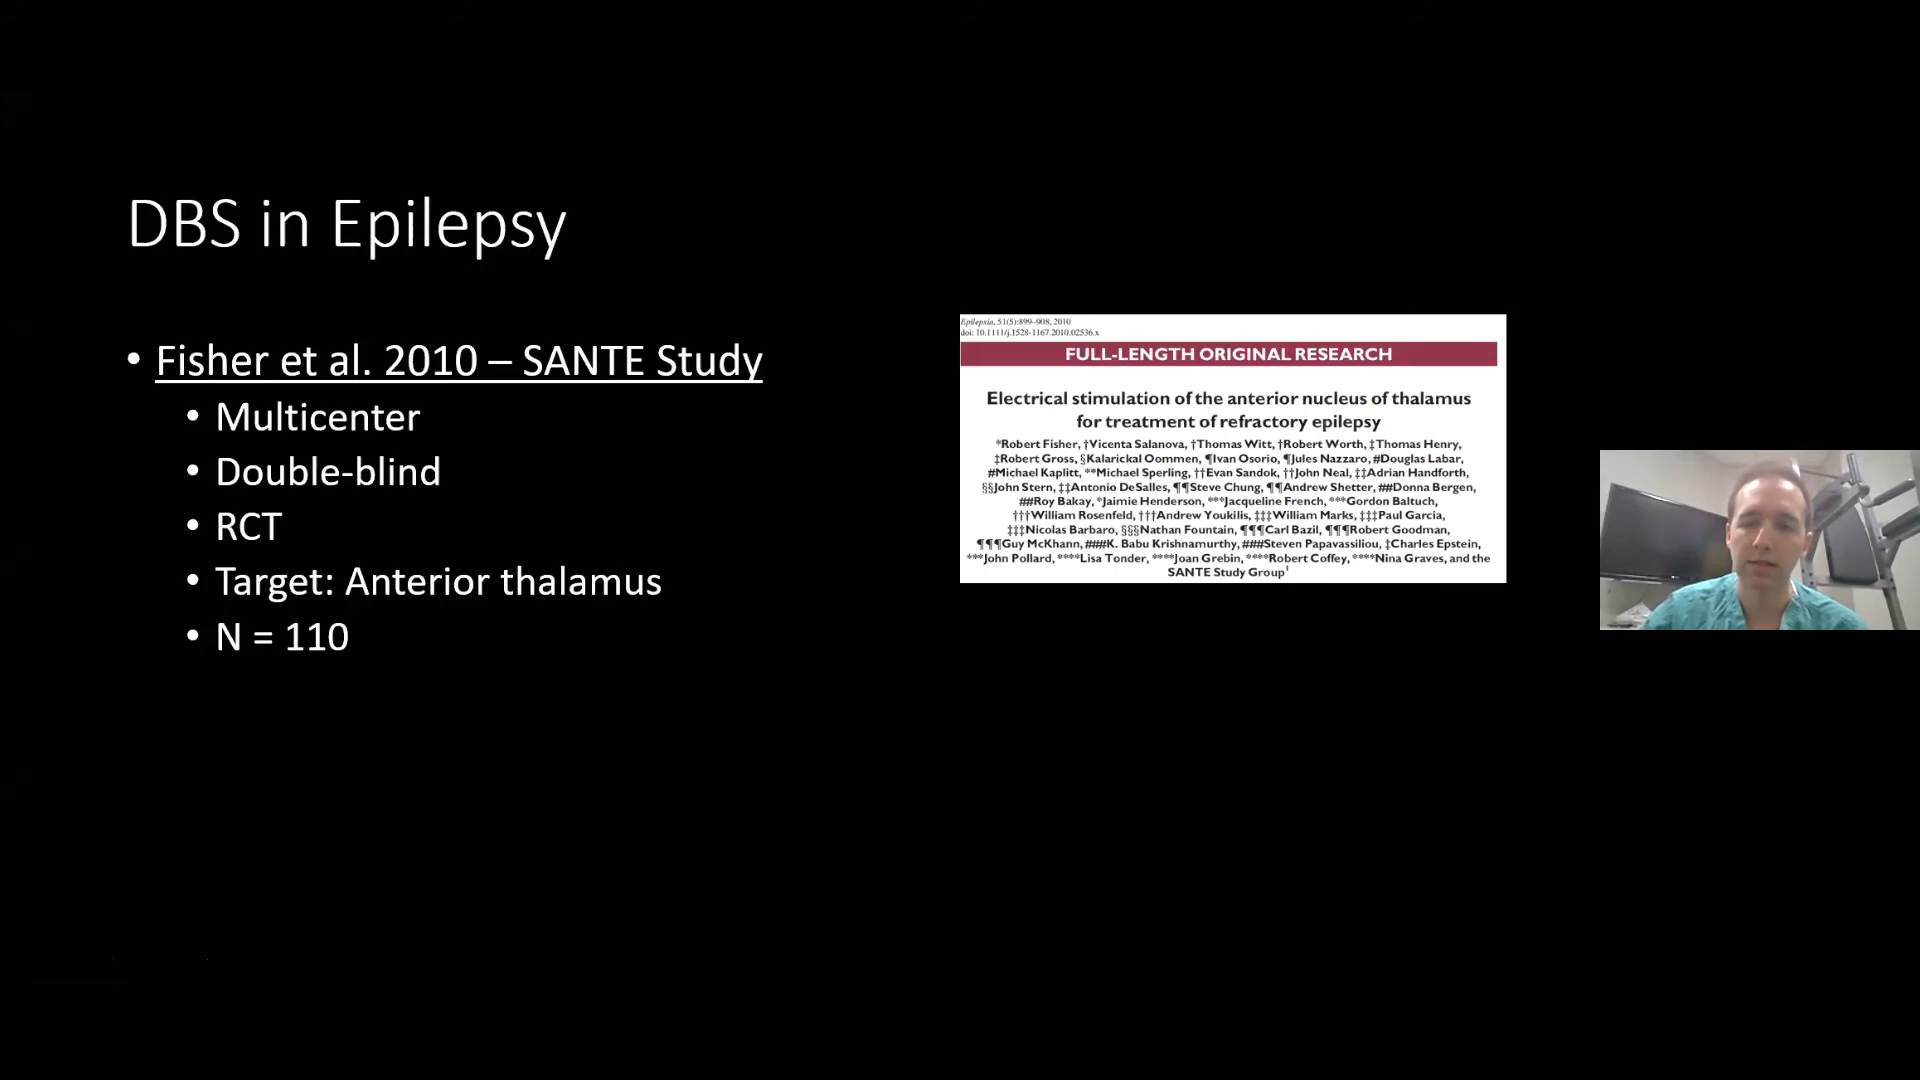 DBS in Epilepsy
• Fisher et al. 2010 – SANTE Study
• Multicenter
• Double-blind
• RCT
• Target: Anterior thalamus
• N = 110
Epilepsia, 51(5):899–908, 2010
doi: 10.1111/j.1528-1167.2010.02536.x
FULL-LENGTH ORIGINAL RESEARCH
Electrical stimulation of the anterior nucleus of thalamus
for treatment of refractory epilepsy
*Robert Fisher, †Vicenta Salanova, †Thomas Witt, †Robert Worth, ‡Thomas Henry,
‡Robert Gross, §Kalarickal Oommen, ¶Ivan Osorio, ¶Jules Nazzaro, #Douglas Labar,
#Michael Kaplitt, **Michael Sperling, ††Evan Sandok, ††John Neal, ‡‡Adrian Handforth,
§§John Stern, ‡‡Antonio DeSalles, ¶¶Steve Chung, ¶¶Andrew Shetter, ##Donna Bergen,
##Roy Bakay, *Jaimie Henderson, ***Jacqueline French, ***Gordon Baltuch,
†††William Rosenfeld, †††Andrew Youkilis, ‡‡‡William Marks, ‡‡‡Paul Garcia,
‡‡‡Nicolas Barbaro, §§§Nathan Fountain, ¶¶¶Carl Bazil, ¶¶¶Robert Goodman,
¶¶¶Guy McKhann, ###K. Babu Krishnamurthy, ###Steven Papavassiliou, ‡Charles Epstein,
***John Pollard, ****Lisa Tonder, ****Joan Grebin, ****Robert Coffey, ****Nina Graves, and the
SANTE Study Group¹